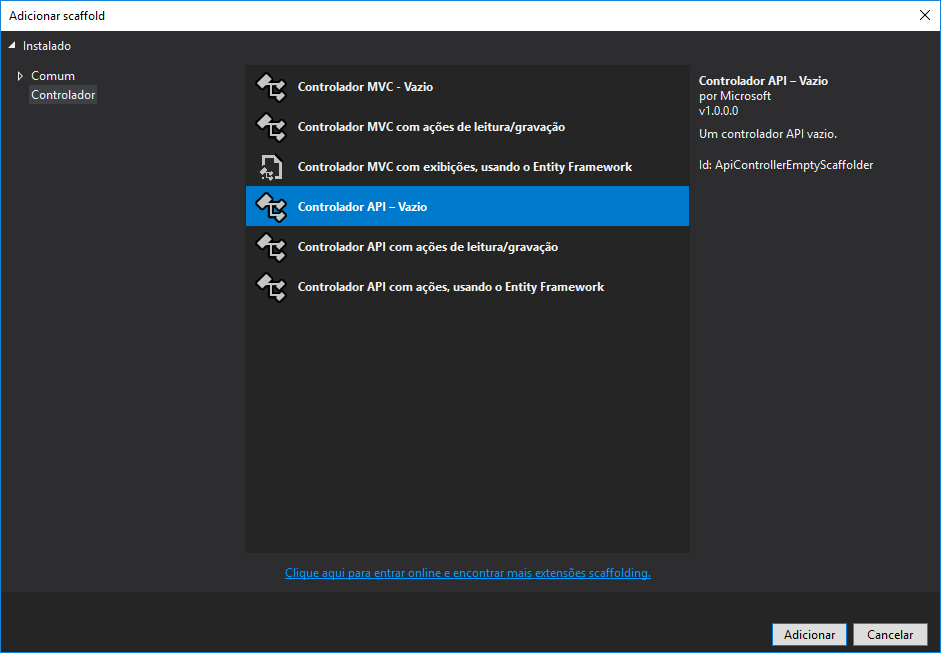 Adicionar scaffold
Instalado
Comum
Controlador
Controlador MVC - Vazio
Controlador MVC com ações de leitura/gravação
Controlador MVC com exibições, usando o Entity Framework
Controlador API – Vazio
Controlador API com ações de leitura/gravação
Controlador API com ações, usando o Entity Framework
Clique aqui para entrar online e encontrar mais extensões scaffolding.
Controlador API – Vazio
por Microsoft
v1.0.0.0
Um controlador API vazio.
Id: ApiControllerEmptyScaffolder
Adicionar
Cancelar